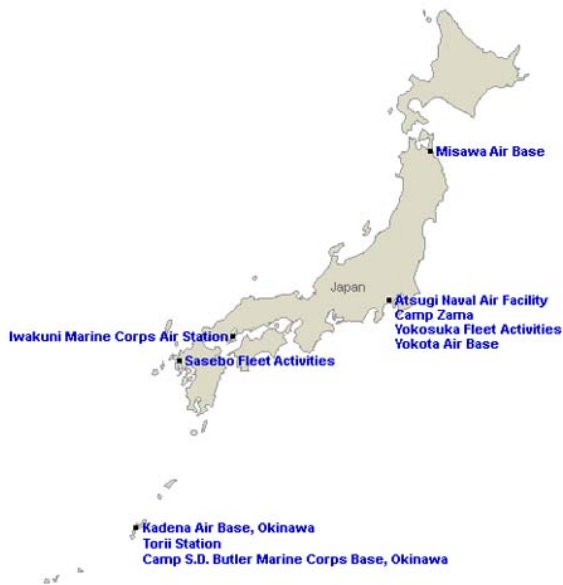 Misawa Air Base
Japan
Atsugi Naval Air Facility
Camp Zama
Yokosuka Fleet Activities
Yokota Air Base
Iwakuni Marine Corps Air Station
Sasebo Fleet Activities
Kadena Air Base, Okinawa
Torii Station
Camp S.D. Butler Marine Corps Base, Okinawa